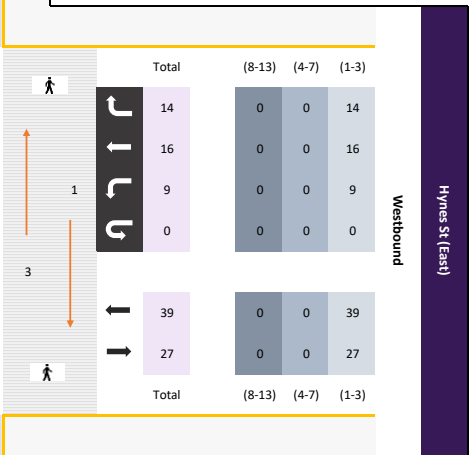 Total (8-13) (4-7) (1-3)
14 0 0 14
16 0 0 16
1 9 0 0 9
0 0 0 0
3
39 0 0 39
27 0 0 27
Total (8-13) (4-7) (1-3)
Westbound
Hynes St (East)